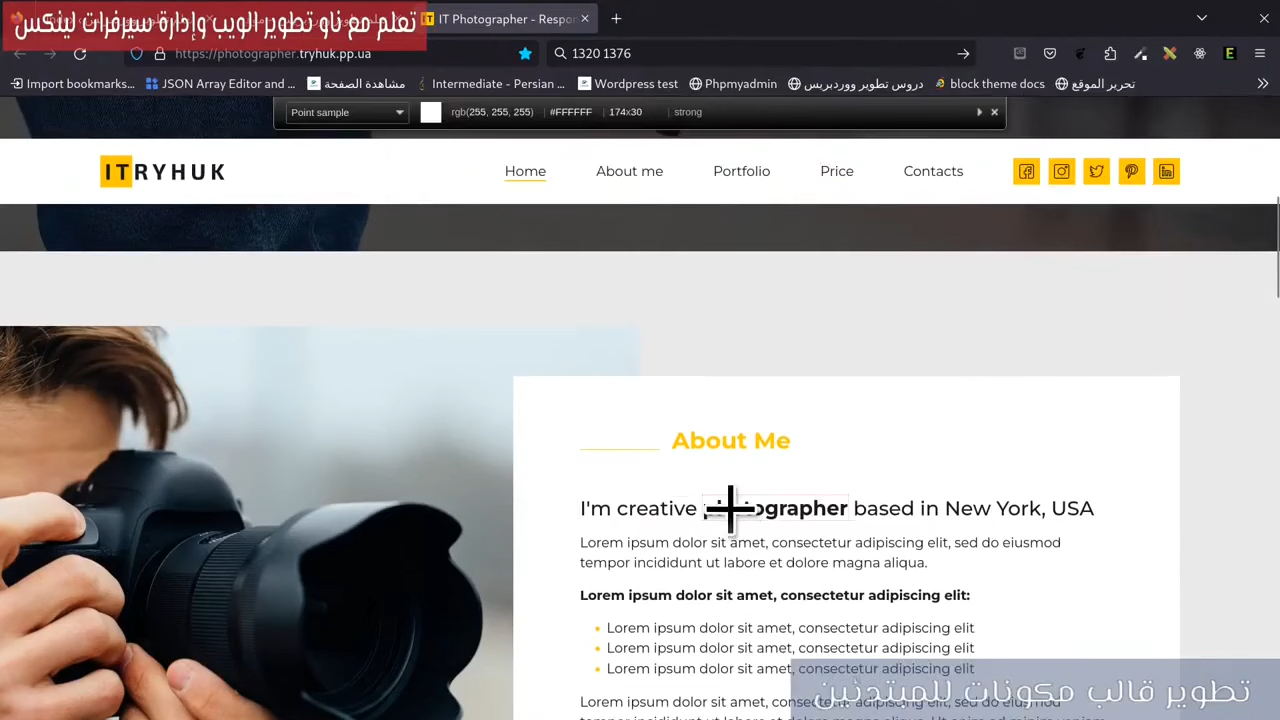 تعلم مع ناو تطوير الويب وإدارة سيرفرات لينكس
IT Photographer - Respo
https://photographer.tryhuk.pp.ua
1320 1376
Import bookmarks...
JSON Array Editor and ...
مشاهدة الصفحة
Intermediate - Persian ...
Wordpress test
Phpmyadmin
دروس تطوير ووردبريس
block theme docs
تحرير الموقع
Point sample
rgb(255, 255, 255)
#FFFFFF
174x30
strong
ITRYHUK
Home
About me
Portfolio
Price
Contacts
About Me
I'm creative photographer based in New York, USA
Lorem ipsum dolor sit amet, consectetur adipiscing elit, sed do eiusmod
tempor incididunt ut labore et dolore magna aliqua.
Lorem ipsum dolor sit amet, consectetur adipiscing elit:
Lorem ipsum dolor sit amet, consectetur adipiscing elit
Lorem ipsum dolor sit amet, consectetur adipiscing elit
Lorem ipsum dolor sit amet, consectetur adipiscing elit
تطوير قالب مكونات للمبتدئين